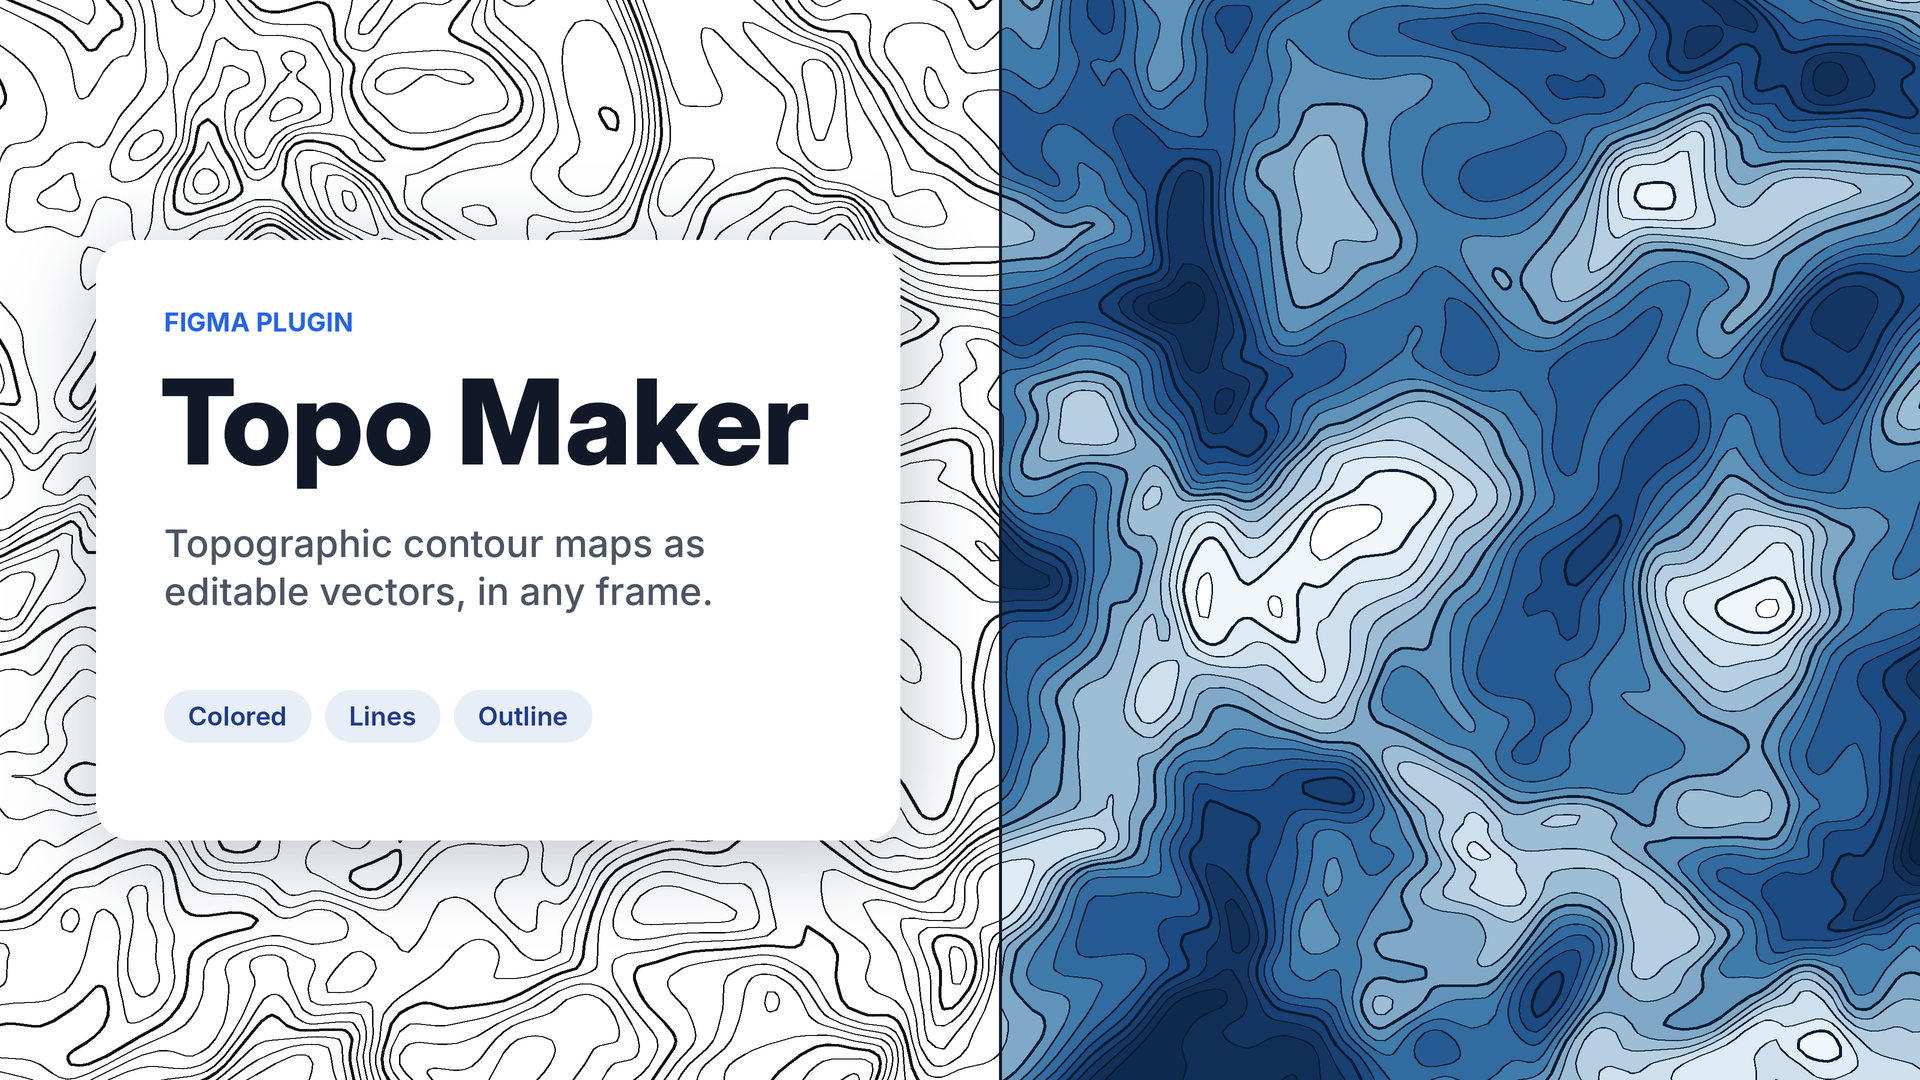 FIGMA PLUGIN
Topo Maker
Topographic contour maps as
editable vectors, in any frame.
Colored Lines Outline